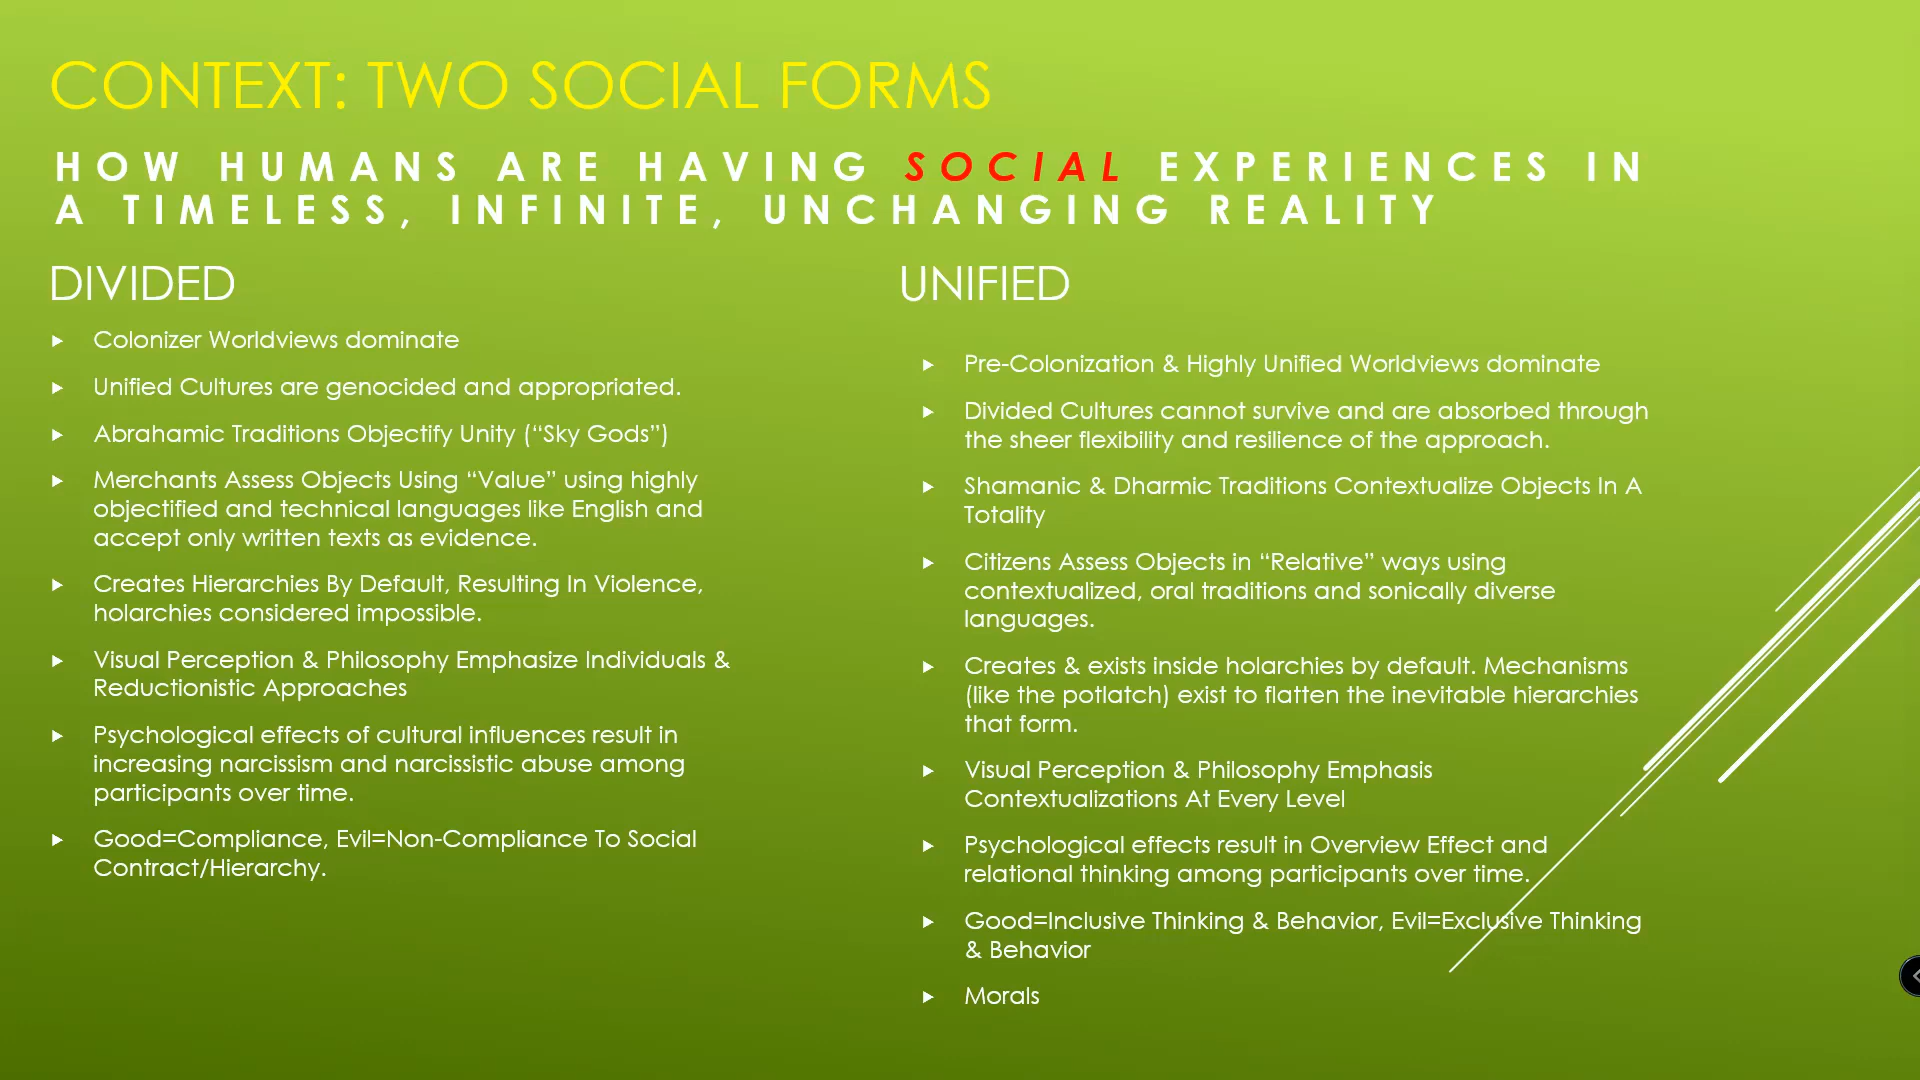 CONTEXT: TWO SOCIAL FORMS
HOW HUMANS ARE HAVING SOCIAL EXPERIENCES IN
A TIMELESS, INFINITE, UNCHANGING REALITY
DIVIDED
Colonizer Worldviews dominate
Unified Cultures are genocided and appropriated.
Abrahamic Traditions Objectify Unity (“Sky Gods”)
Merchants Assess Objects Using “Value” using highly
objectified and technical languages like English and
accept only written texts as evidence.
Creates Hierarchies By Default, Resulting In Violence,
holarchies considered impossible.
Visual Perception & Philosophy Emphasize Individuals &
Reductionistic Approaches
Psychological effects of cultural influences result in
increasing narcissism and narcissistic abuse among
participants over time.
Good=Compliance, Evil=Non-Compliance To Social
Contract/Hierarchy.
UNIFIED
Pre-Colonization & Highly Unified Worldviews dominate
Divided Cultures cannot survive and are absorbed through
the sheer flexibility and resilience of the approach.
Shamanic & Dharmic Traditions Contextualize Objects In A
Totality
Citizens Assess Objects in “Relative” ways using
contextualized, oral traditions and sonically diverse
languages.
Creates & exists inside holarchies by default. Mechanisms
(like the potlatch) exist to flatten the inevitable hierarchies
that form.
Visual Perception & Philosophy Emphasis
Contextualizations At Every Level
Psychological effects result in Overview Effect and
relational thinking among participants over time.
Good=Inclusive Thinking & Behavior, Evil=Exclusive Thinking
& Behavior
Morals